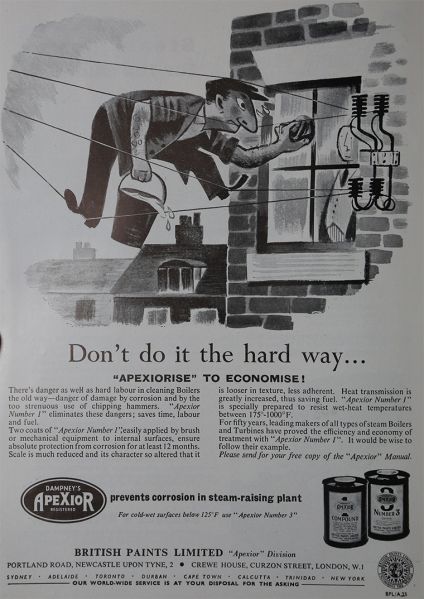 Don't do it the hard way...
"APEXIORISE" TO ECONOMISE!
There's danger as well as hard labour in cleaning Boilers
the old way—danger of damage by corrosion and by the
too strenuous use of chipping hammers. "Apexior
Number 1" eliminates these dangers; saves time, labour
and fuel.
Two coats of "Apexior Number 1", easily applied by brush
or mechanical equipment to internal surfaces, ensure
absolute protection from corrosion for at least 12 months.
Scale is much reduced and its character so altered that it
is looser in texture, less adherent. Heat transmission is
greatly increased, thus saving fuel. "Apexior Number 1"
is specially prepared to resist wet-heat temperatures
between 175°-1000°F.
For fifty years, leading makers of all types of steam Boilers
and Turbines have proved the efficiency and economy of
treatment with "Apexior Number 1". It would be wise to
follow their example.
Please send for your free copy of the "Apexior" Manual.
DAMPNEY'S
APEXIOR
REGISTERED
prevents corrosion in steam-raising plant
For cold-wet surfaces below 125°F use "Apexior Number 3"
COMPOUND
3
NUMBER 3
BRITISH PAINTS LIMITED "Apexior" Division
PORTLAND ROAD, NEWCASTLE UPON TYNE, 2 • CREWE HOUSE, CURZON STREET, LONDON, W.1
SYDNEY · ADELAIDE · TORONTO · DURBAN · CAPE TOWN · CALCUTTA · TRINIDAD · NEW YORK
OUR WORLD-WIDE SERVICE IS AT YOUR DISPOSAL FOR THE ASKING